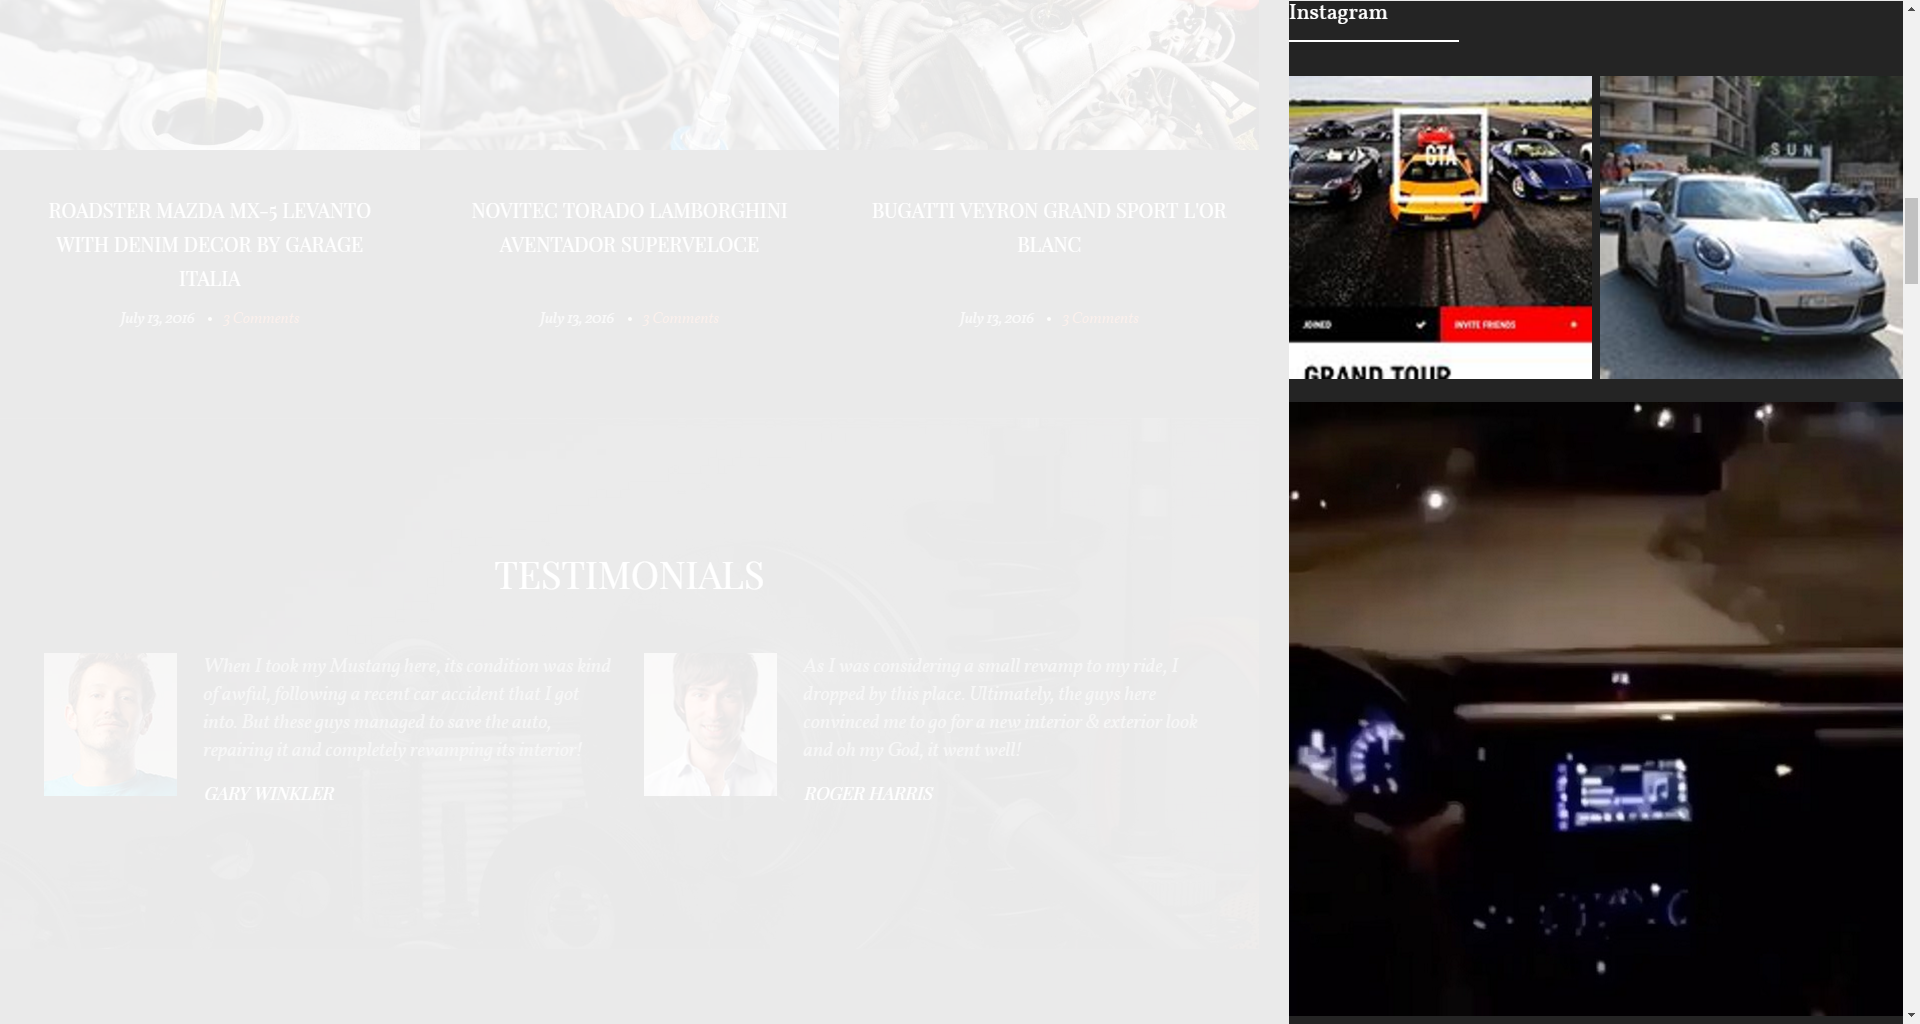 Instagram
ROADSTER MAZDA MX-5 LEVANTO
WITH DENIM DECOR BY GARAGE
ITALIA
July 13, 2016 • 3 Comments
NOVITEC TORADO LAMBORGHINI
AVENTADOR SUPERVELOCE
July 13, 2016 • 3 Comments
BUGATTI VEYRON GRAND SPORT L'OR
BLANC
July 13, 2016 • 3 Comments
TESTIMONIALS
When I took my Mustang here, its condition was kind
of awful, following a recent car accident that I got
into. But these guys managed to save the auto,
repairing it and completely revamping its interior!
GARY WINKLER
As I was considering a small revamp to my ride, I
dropped by this place. Ultimately, the guys here
convinced me to go for a new interior & exterior look
and oh my God, it went well!
ROGER HARRIS
GTA
JOINED
INVITE FRIENDS
GRAND TOUR
SUN